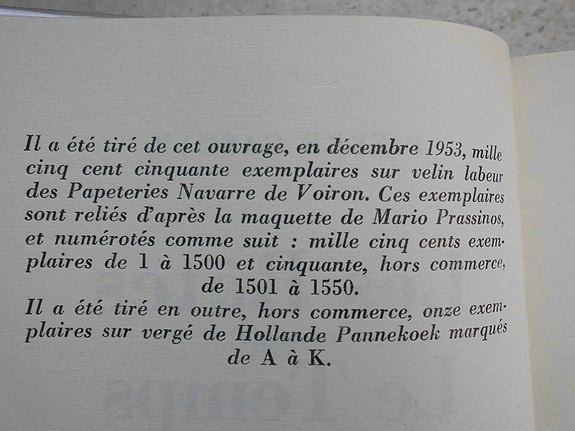 Il a été tiré de cet ouvrage, en décembre 1953, mille
cinq cent cinquante exemplaires sur velin labeur
des Papeteries Navarre de Voiron. Ces exemplaires
sont reliés d'après la maquette de Mario Prassinos,
et numérotés comme suit : mille cinq cents exem-
plaires de 1 à 1500 et cinquante, hors commerce,
de 1501 à 1550.
Il a été tiré en outre, hors commerce, onze exem-
plaires sur vergé de Hollande Pannekoek marqués
de A à K.